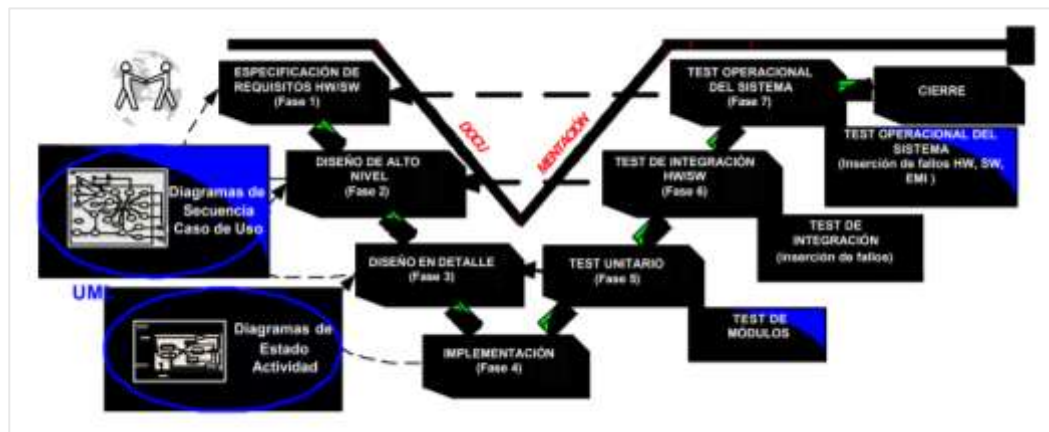 ESPECIFICACIÓN DE
REQUISITOS HW/SW
(Fase 1)
TEST OPERACIONAL
DEL SISTEMA
(Fase 7)
CIERRE
DOCU
MENTACIÓN
TEST OPERACIONAL DEL
SISTEMA
(Inserción de fallos HW, SW,
EMI )
DISEÑO DE ALTO
NIVEL
(Fase 2)
TEST DE INTEGRACIÓN
HW/SW
(Fase 6)
Diagramas de
Secuencia
Caso de Uso
TEST DE
INTEGRACIÓN
(inserción de fallos)
DISEÑO EN DETALLE
(Fase 3)
TEST UNITARIO
(Fase 5)
UML
Diagramas de
Estado
Actividad
TEST DE
MÓDULOS
IMPLEMENTACIÓN
(Fase 4)